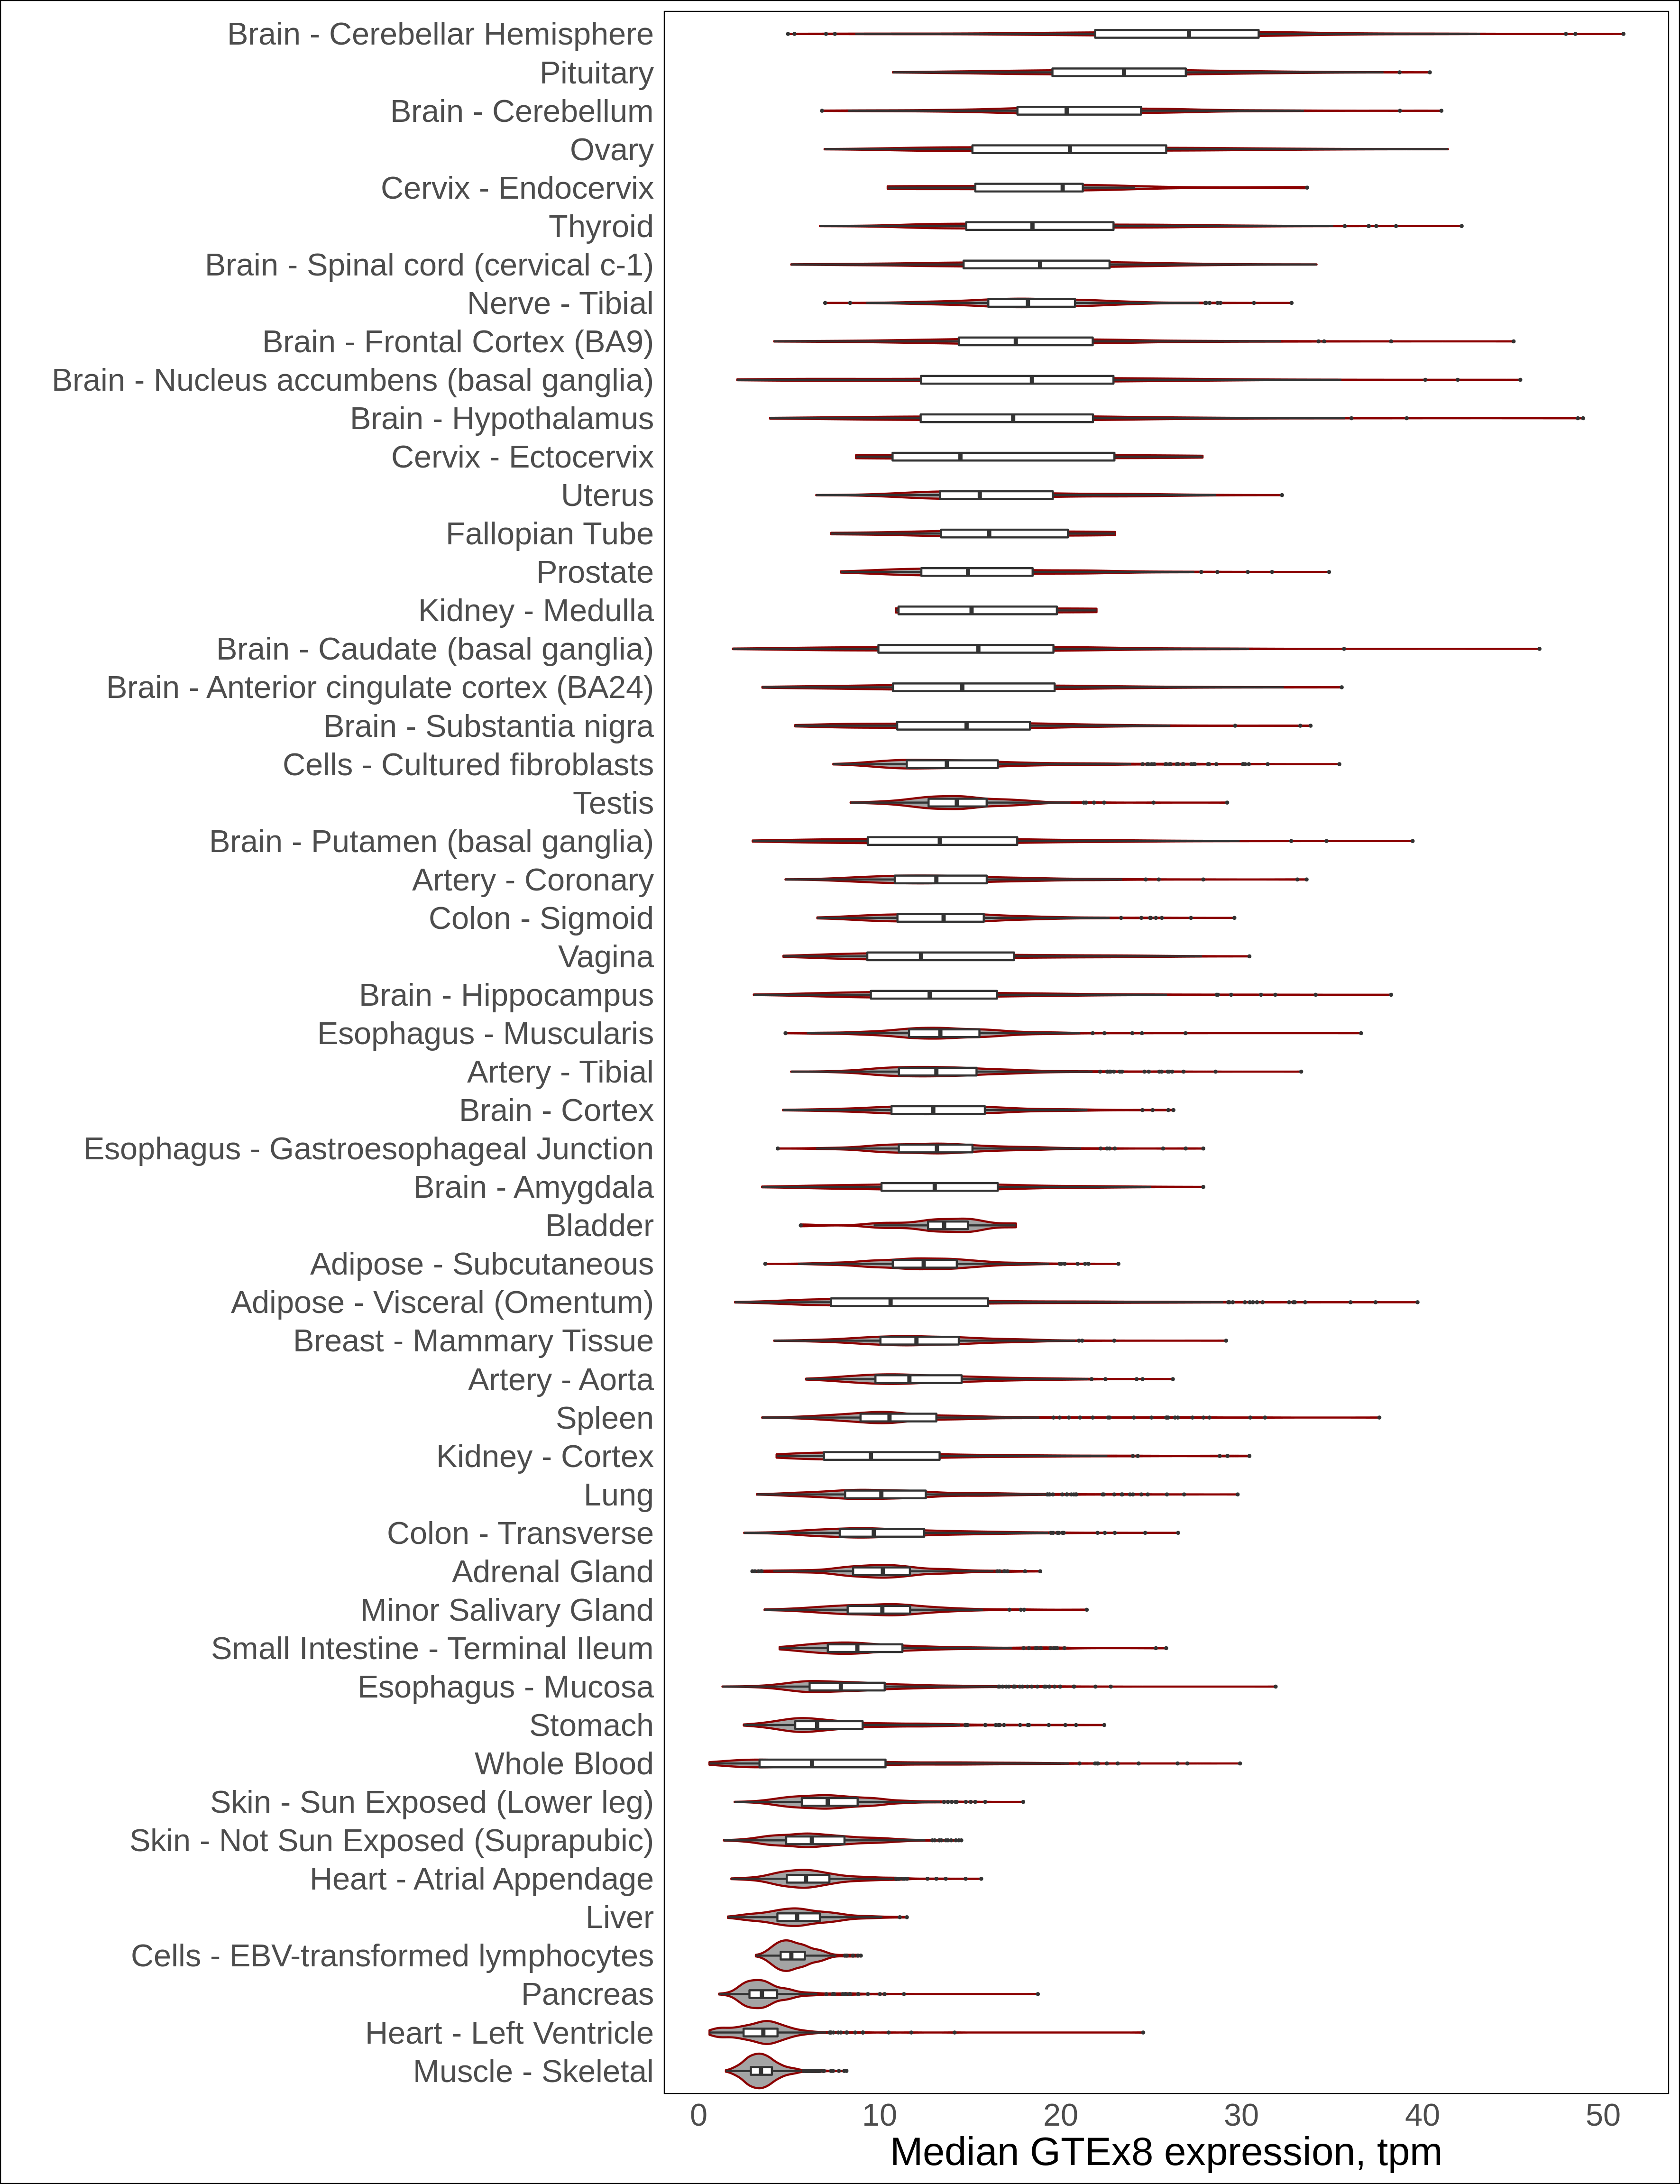 Brain - Cerebellar Hemisphere
Pituitary
Brain - Cerebellum
Ovary
Cervix - Endocervix
Thyroid
Brain - Spinal cord (cervical c-1)
Nerve - Tibial
Brain - Frontal Cortex (BA9)
Brain - Nucleus accumbens (basal ganglia)
Brain - Hypothalamus
Cervix - Ectocervix
Uterus
Fallopian Tube
Prostate
Kidney - Medulla
Brain - Caudate (basal ganglia)
Brain - Anterior cingulate cortex (BA24)
Brain - Substantia nigra
Cells - Cultured fibroblasts
Testis
Brain - Putamen (basal ganglia)
Artery - Coronary
Colon - Sigmoid
Vagina
Brain - Hippocampus
Esophagus - Muscularis
Artery - Tibial
Brain - Cortex
Esophagus - Gastroesophageal Junction
Brain - Amygdala
Bladder
Adipose - Subcutaneous
Adipose - Visceral (Omentum)
Breast - Mammary Tissue
Artery - Aorta
Spleen
Kidney - Cortex
Lung
Colon - Transverse
Adrenal Gland
Minor Salivary Gland
Small Intestine - Terminal Ileum
Esophagus - Mucosa
Stomach
Whole Blood
Skin - Sun Exposed (Lower leg)
Skin - Not Sun Exposed (Suprapubic)
Heart - Atrial Appendage
Liver
Cells - EBV-transformed lymphocytes
Pancreas
Heart - Left Ventricle
Muscle - Skeletal
0 10 20 30 40 50
Median GTEx8 expression, tpm